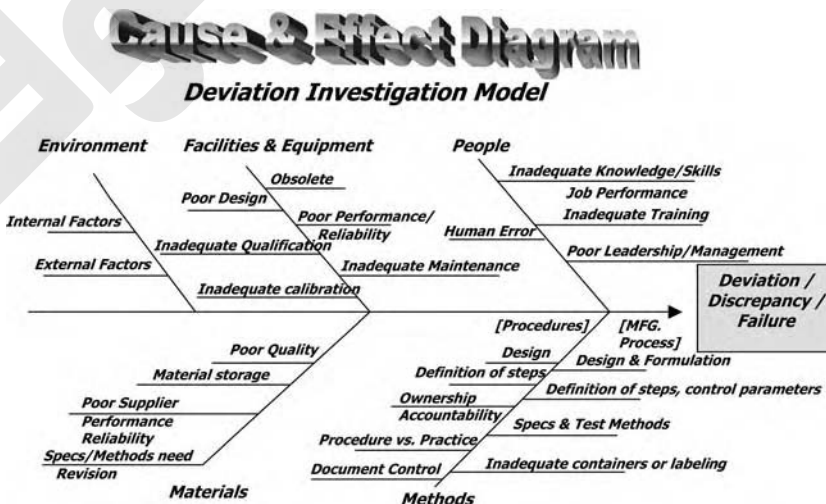 Cause & Effect Diagram
Deviation Investigation Model
Environment
Facilities & Equipment
People
Internal Factors
External Factors
Obsolete
Poor Design
Poor Performance/
Reliability
Inadequate Qualification
Inadequate Maintenance
Inadequate calibration
Inadequate Knowledge/Skills
Job Performance
Inadequate Training
Human Error
Poor Leadership/Management
Deviation /
Discrepancy /
Failure
Poor Quality
Material storage
Poor Supplier
Performance
Reliability
Specs/Methods need
Revision
Materials
[Procedures]
Design
Definition of steps
Ownership
Accountability
Procedure vs. Practice
Document Control
[MFG.
Process]
Design & Formulation
Definition of steps, control parameters
Specs & Test Methods
Inadequate containers or labeling
Methods